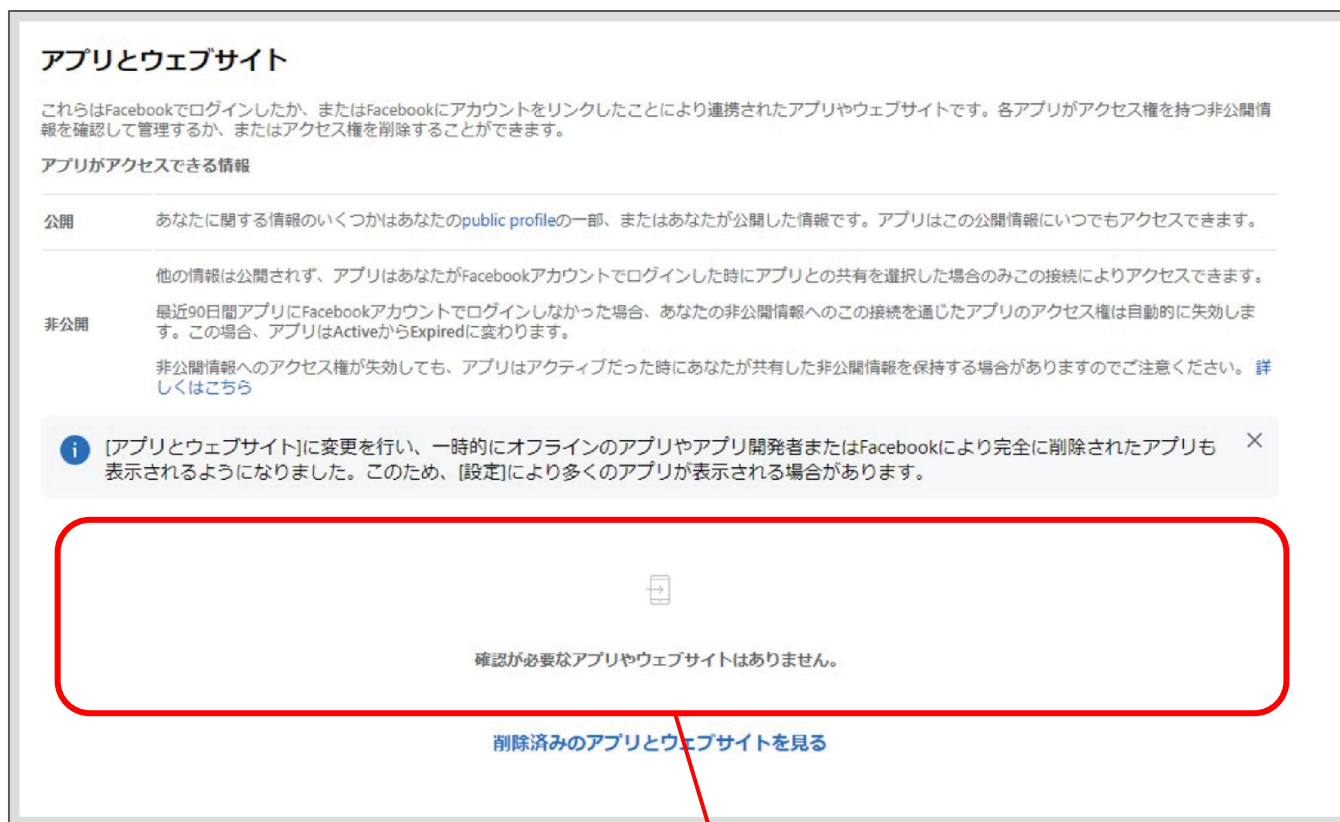 アプリとウェブサイト
これらはFacebookでログインしたか、またはFacebookにアカウントをリンクしたことにより連携されたアプリやウェブサイトです。各アプリがアクセス権を持つ非公開情
報を確認して管理するか、またはアクセス権を削除することができます。
アプリがアクセスできる情報
公開
あなたに関する情報のいくつかはあなたのpublic profileの一部、またはあなたが公開した情報です。アプリはこの公開情報にいつでもアクセスできます。
非公開
他の情報は公開されず、アプリはあなたがFacebookアカウントでログインした時にアプリとの共有を選択した場合のみこの接続によりアクセスできます。
最近90日間アプリにFacebookアカウントでログインしなかった場合、あなたの非公開情報へのこの接続を通じたアプリのアクセス権は自動的に失効しま
す。この場合、アプリはActiveからExpiredに変わります。
非公開情報へのアクセス権が失効しても、アプリはアクティブだった時にあなたが共有した非公開情報を保持する場合がありますのでご注意ください。 詳
しくはこちら
[アプリとウェブサイト]に変更を行い、一時的にオフラインのアプリやアプリ開発者またはFacebookにより完全に削除されたアプリも
表示されるようになりました。このため、[設定]により多くのアプリが表示される場合があります。
確認が必要なアプリやウェブサイトはありません。
削除済みのアプリとウェブサイトを見る